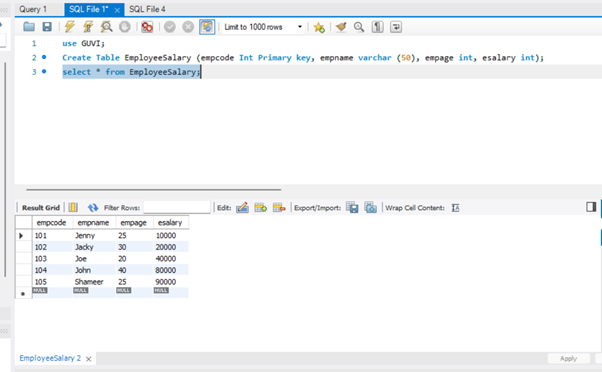 Query 1 SQL File 1* × SQL File 4
Limit to 1000 rows
1 use GUVI;
2 Create Table EmployeeSalary (empcode Int Primary key, empname varchar (50), empage int, esalary int);
3 select * from EmployeeSalary;
Result Grid Filter Rows: Edit: Export/Import: Wrap Cell Content:
empcode empname empage esalary
101 Jenny 25 10000
102 Jacky 30 20000
103 Joe 20 40000
104 John 40 80000
105 Shameer 25 90000
NULL NULL NULL NULL
EmployeeSalary 2 × Apply